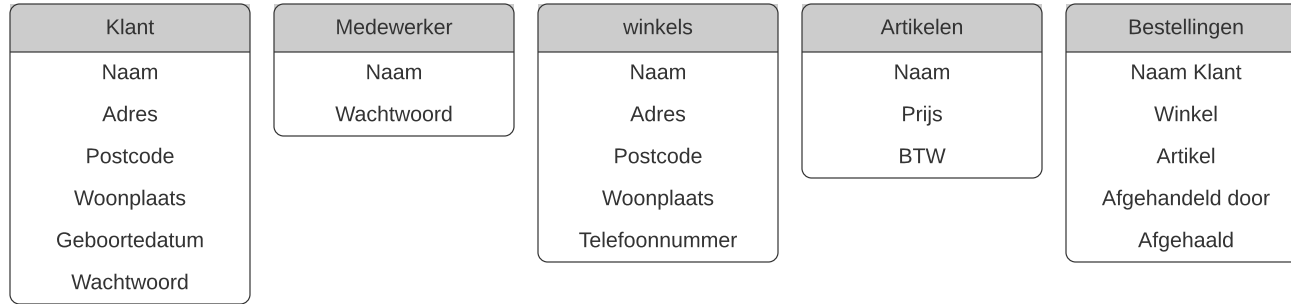 Klant
Naam
Adres
Postcode
Woonplaats
Geboortedatum
Wachtwoord
Medewerker
Naam
Wachtwoord
winkels
Naam
Adres
Postcode
Woonplaats
Telefoonnummer
Artikelen
Naam
Prijs
BTW
Bestellingen
Naam Klant
Winkel
Artikel
Afgehandeld door
Afgehaald